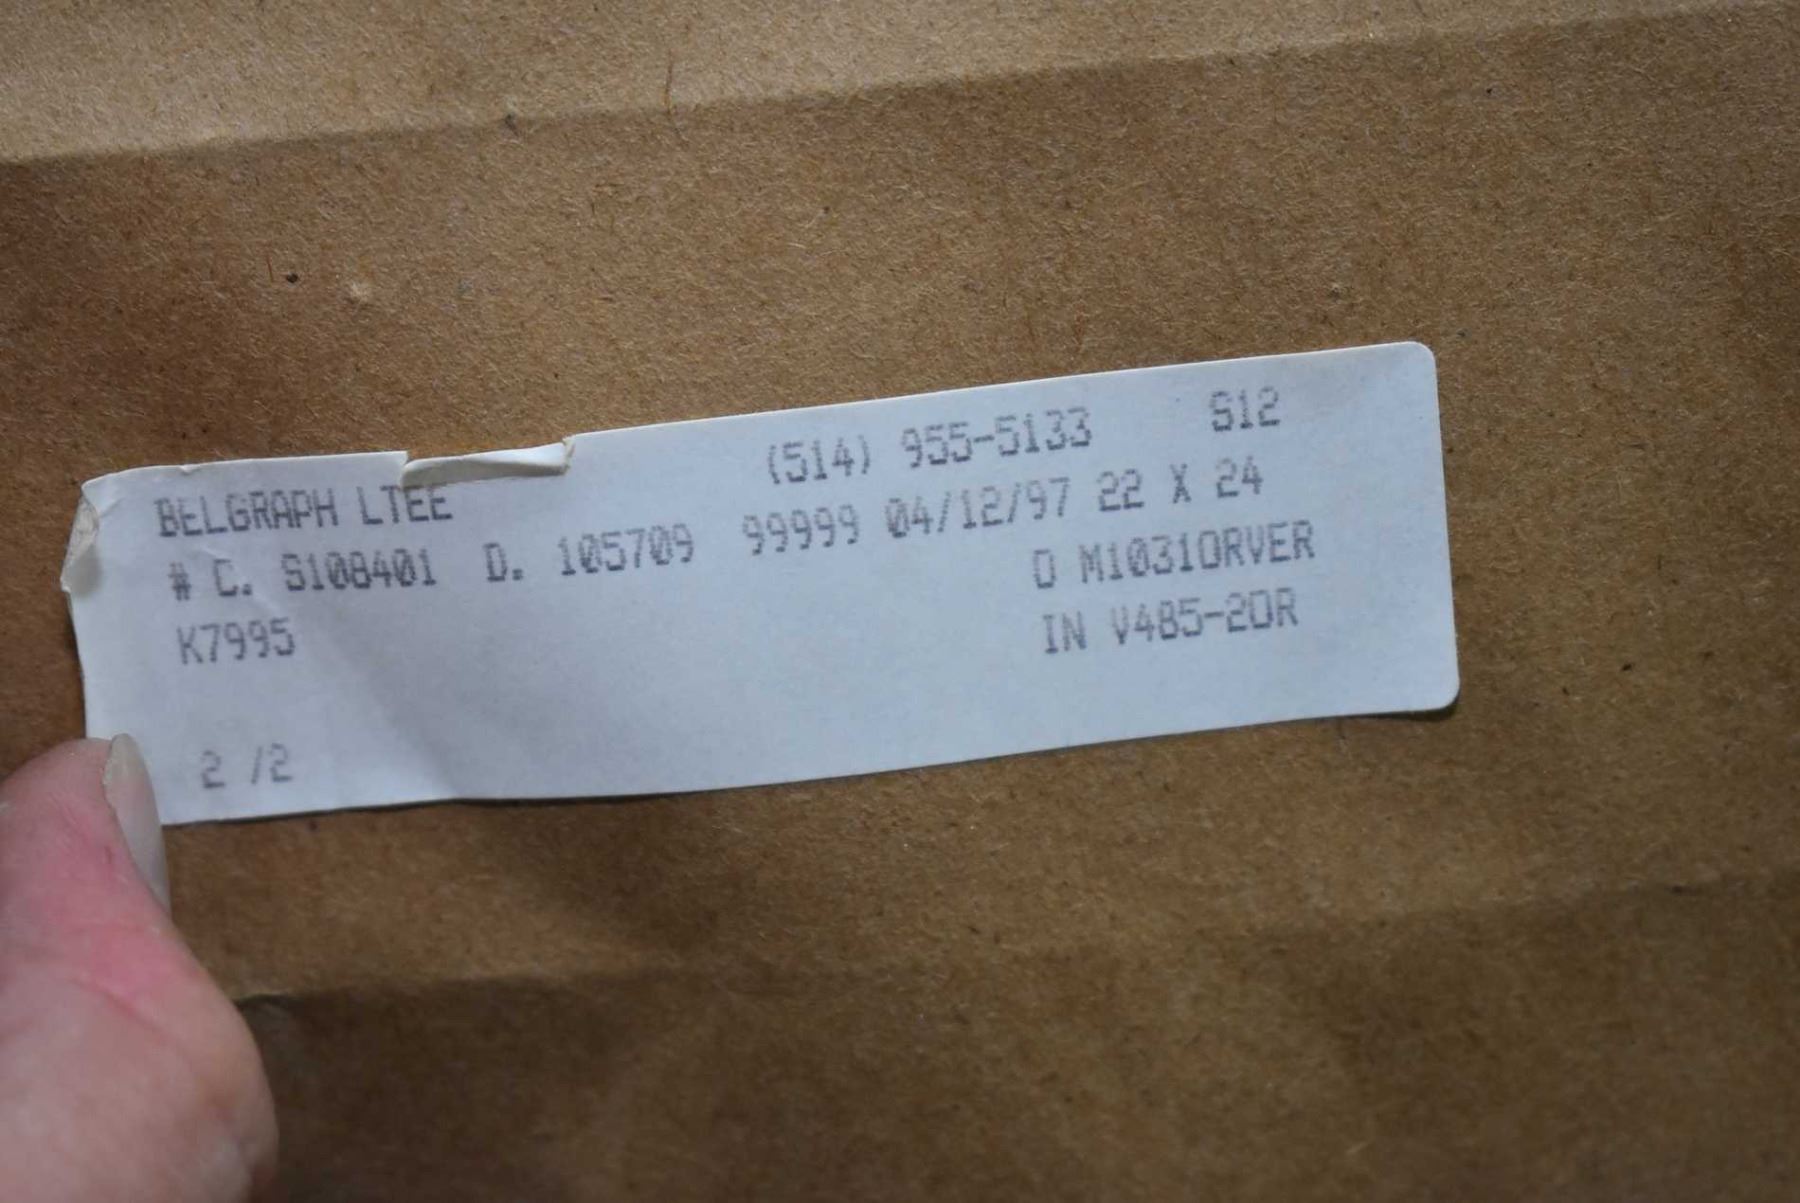 BELGRAPH LTEE (514) 955-5133 S12
# C. S108401 D. 105709 99999 04/12/97 22 X 24
K7995 O M1031ORVER
IN V485-2OR
2 /2